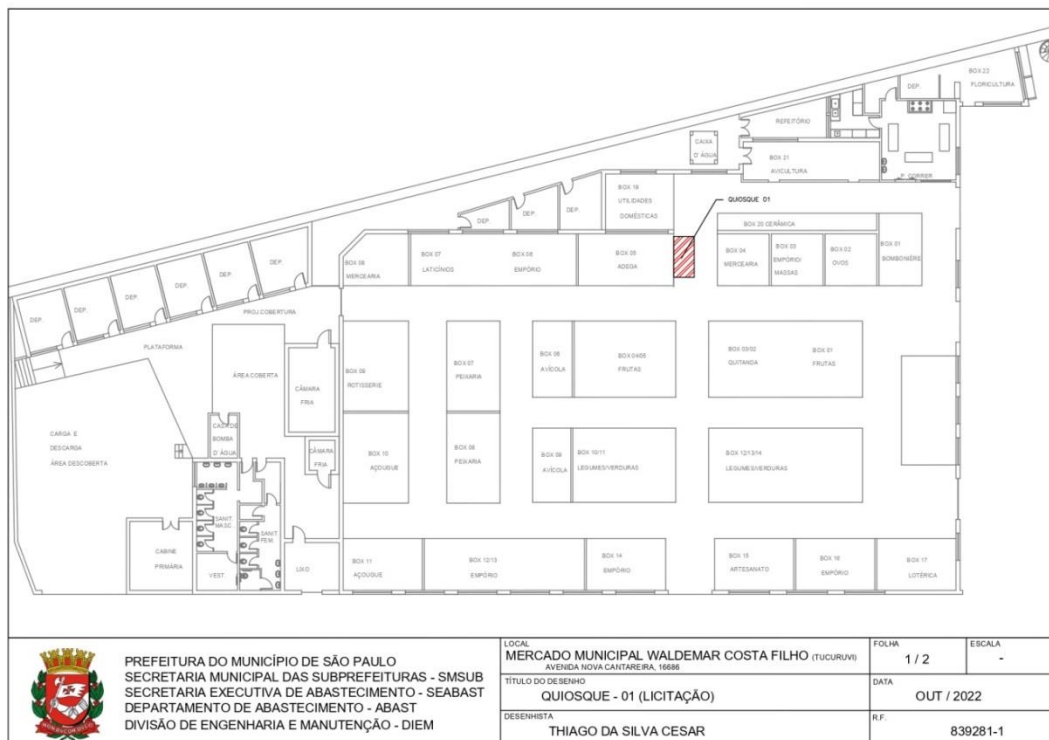 BOX 22
FLORICULTURA
DEP.
REFEITÓRIO
CAIXA
D' ÁGUA
BOX 21
AVICULTURA
P. CORRER
BOX 19
UTILIDADES
DOMÉSTICAS
QUIOSQUE 01
DEP.
DEP.
DEP.
BOX 20 CERÂMICA
BOX 06
MERCEARIA
BOX 07
LATICÍNIOS
BOX 08
EMPÓRIO
BOX 05
ADEGA
BOX 04
MERCEARIA
BOX 03
EMPÓRIO/
MASSAS
BOX 02
OVOS
BOX 01
BOMBONIÉRE
DEP.
DEP.
DEP.
DEP.
DEP.
DEP.
PROJ.COBERTURA
PLATAFORMA
ÁREA COBERTA
CÂMARA
FRIA
ROTISSERIE
BOX 07
PEIXARIA
BOX 06
AVÍCOLA
BOX 04/05
FRUTAS
BOX 03/02
QUITANDA
BOX 01
FRUTAS
CARGA E
DESCARGA
ÁREA DESCOBERTA
CASA DE
BOMBA
D' ÁGUA
CÂMARA
FRIA
BOX 10
AÇOUGUE
BOX 08
PEIXARIA
BOX 09
AVÍCOLA
BOX 10/11
LEGUMES/VERDURAS
BOX 12/13/14
LEGUMES/VERDURAS
SANIT.
MASC.
SANIT.
FEM.
CABINE
PRIMÁRIA
VEST.
LIXO
BOX 11
AÇOUGUE
BOX 12/13
EMPÓRIO
BOX 14
EMPÓRIO
BOX 15
ARTESANATO
BOX 16
EMPÓRIO
BOX 17
LOTÉRICA
PREFEITURA DO MUNICÍPIO DE SÃO PAULO
SECRETARIA MUNICIPAL DAS SUBPREFEITURAS - SMSUB
SECRETARIA EXECUTIVA DE ABASTECIMENTO - SEABAST
DEPARTAMENTO DE ABASTECIMENTO - ABAST
DIVISÃO DE ENGENHARIA E MANUTENÇÃO - DIEM
LOCAL
MERCADO MUNICIPAL WALDEMAR COSTA FILHO (TUCURUVI)
AVENIDA NOVA CANTAREIRA, 16686
FOLHA
1 / 2
ESCALA
-
TÍTULO DO DESENHO
QUIOSQUE - 01 (LICITAÇÃO)
DATA
OUT / 2022
DESENHISTA
THIAGO DA SILVA CESAR
R.F.
839281-1